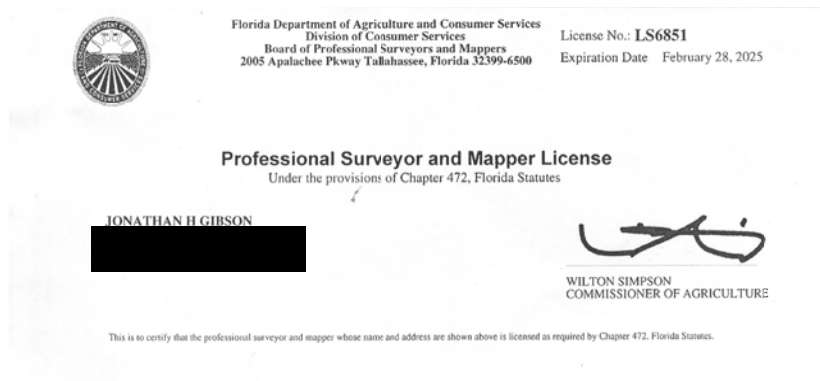 Florida Department of Agriculture and Consumer Services
Division of Consumer Services
Board of Professional Surveyors and Mappers
2005 Apalachee Pkway Tallahassee, Florida 32399-6500
License No.: LS6851
Expiration Date February 28, 2025
Professional Surveyor and Mapper License
Under the provisions of Chapter 472, Florida Statutes
JONATHAN H GIBSON
WILTON SIMPSON
COMMISSIONER OF AGRICULTURE
This is to certify that the professional surveyor and mapper whose name and address are shown above is licensed as required by Chapter 472, Florida Statutes.